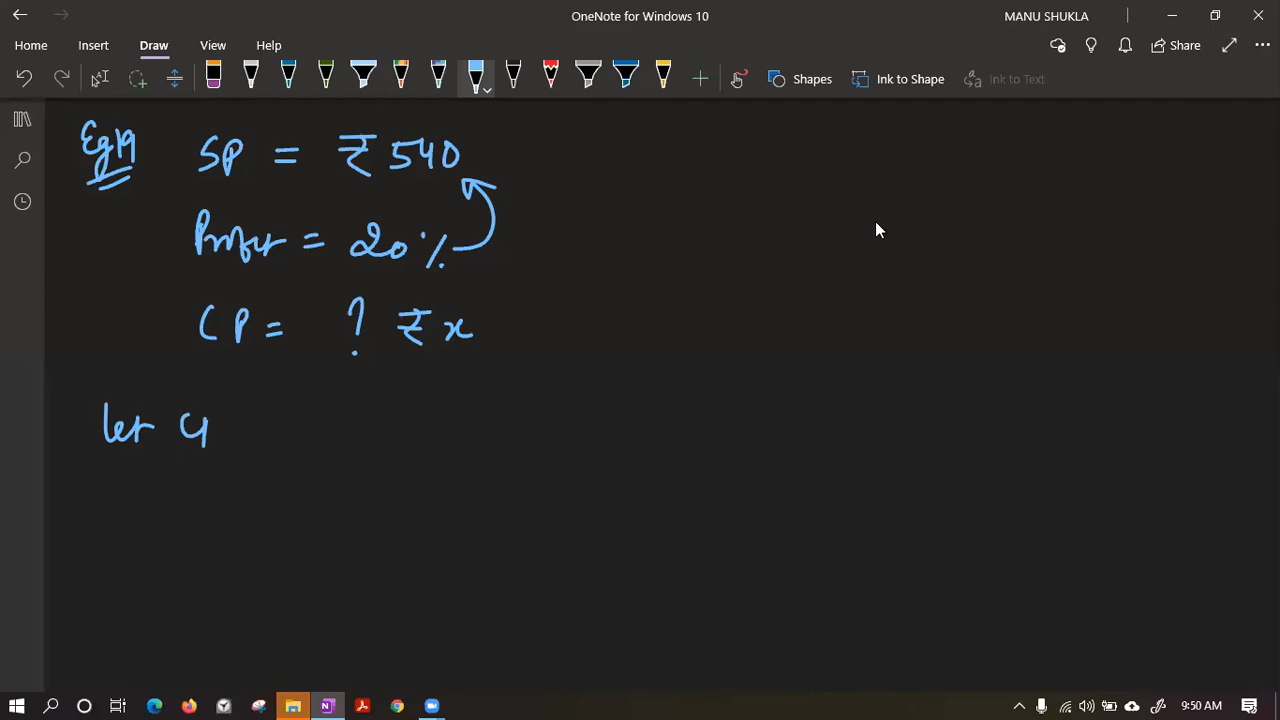 OneNote for Windows 10
MANU SHUKLA
Home Insert Draw View Help
Share
Shapes Ink to Shape Ink to Text
Eg19 SP = ₹ 540
Profit = 20 %
CP = ? ₹ x
let
9:50 AM